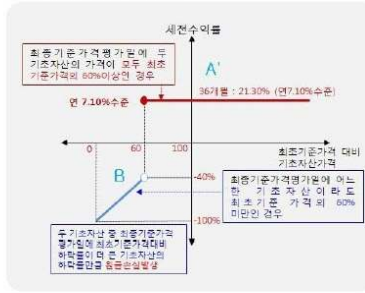 세전수익률
최종기준가격평가일에 두
기초자산의 가격이 모두 최초
기준가격의 60%이상인 경우
A'
36개월 : 21.30% (연7.10%수준)
연 7.10%수준
0
60
100
최초기준가격 대비
기초자산가격
B
-40%
최종기준가격평가일에 어느
한 기초자산이라도
최초기준가격의 60%
미만인 경우
-100%
두 기초자산 중 최종기준가격
평가일에 최초기준가격대비
하락률이 더 큰 기초자산의
하락률만큼 원금손실발생